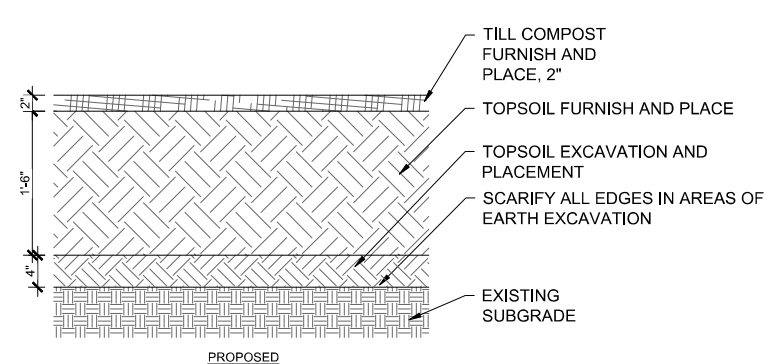 TILL COMPOST
FURNISH AND
PLACE, 2"
2"
TOPSOIL FURNISH AND PLACE
1'-6"
TOPSOIL EXCAVATION AND
PLACEMENT
SCARIFY ALL EDGES IN AREAS OF
EARTH EXCAVATION
4"
EXISTING
SUBGRADE
PROPOSED